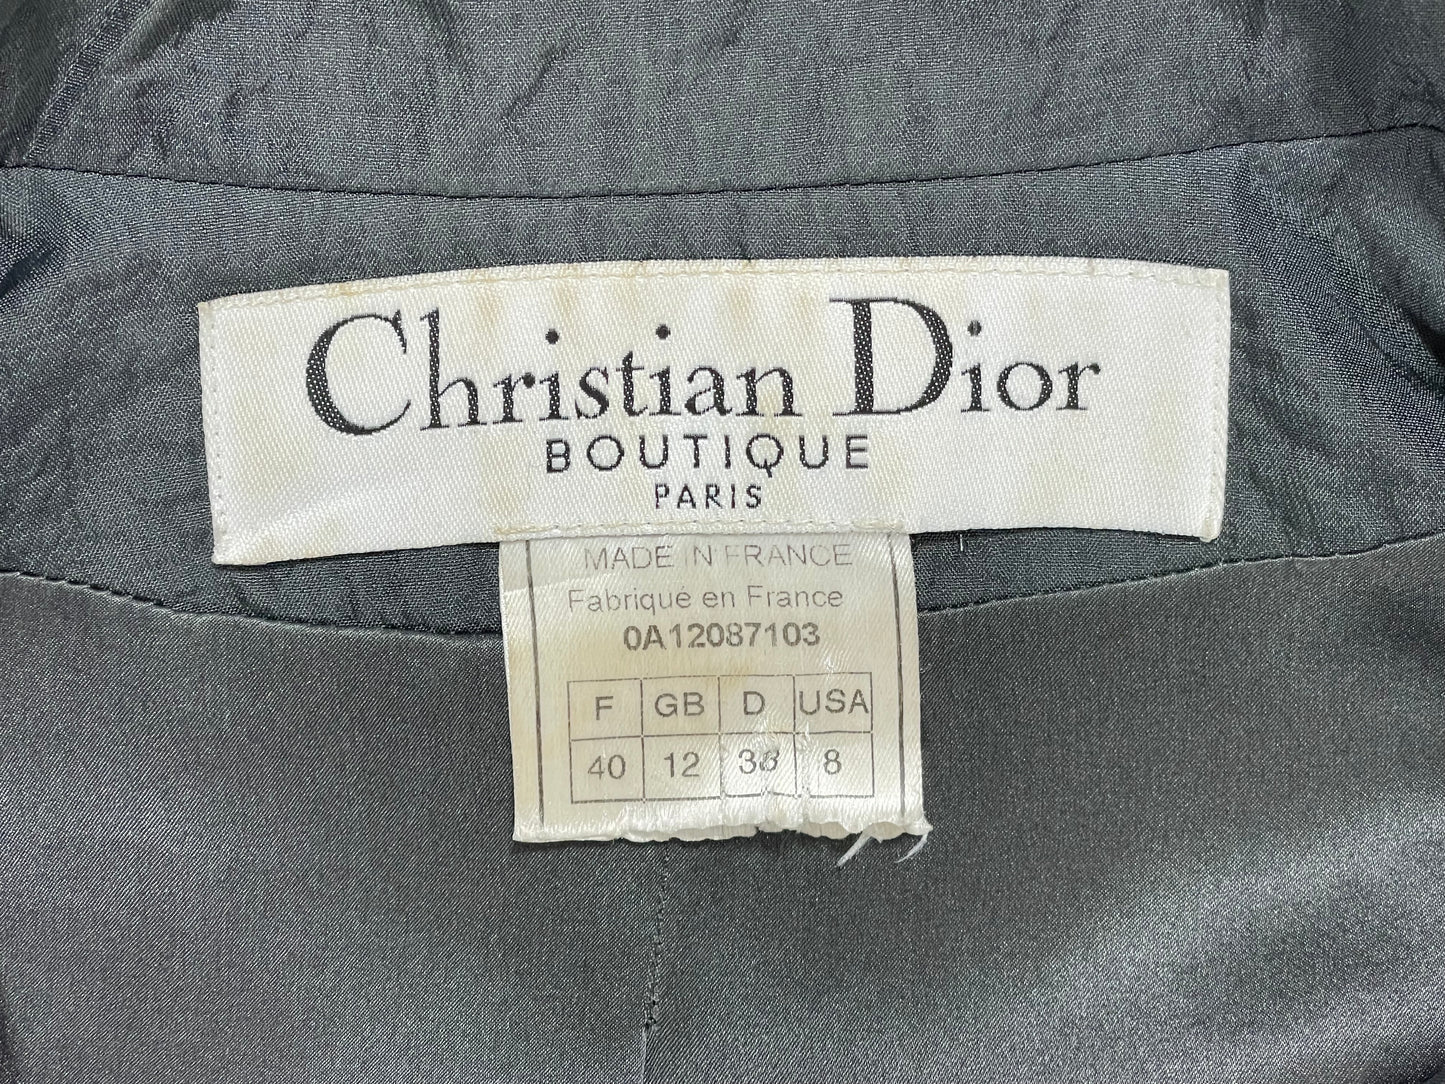 Christian Dior
BOUTIQUE
PARIS
MADE IN FRANCE
Fabriqué en France
0A12087103
F GB D USA
40 12 38 8